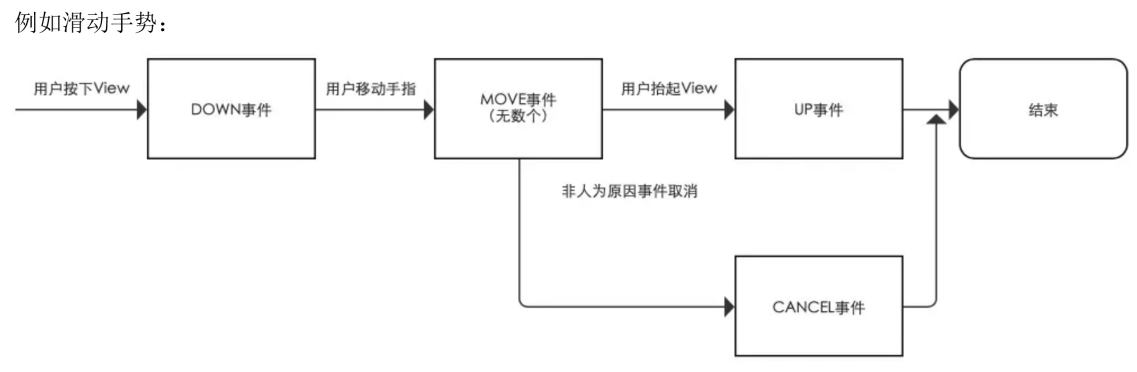 例如滑动手势：
用户按下View
DOWN事件
用户移动手指
MOVE事件
（无数个）
用户抬起View
UP事件
结束
非人为原因事件取消
CANCEL事件